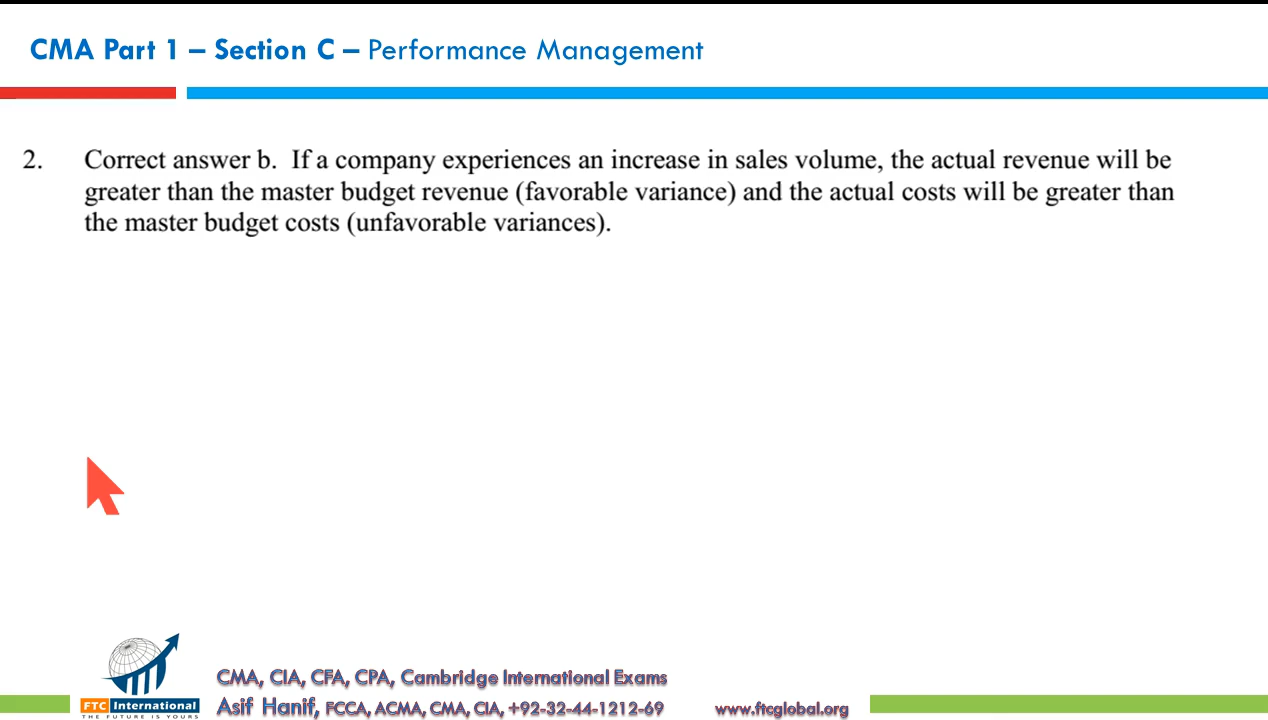 CMA Part 1 – Section C – Performance Management
2. Correct answer b. If a company experiences an increase in sales volume, the actual revenue will be
greater than the master budget revenue (favorable variance) and the actual costs will be greater than
the master budget costs (unfavorable variances).
CMA, CIA, CFA, CPA, Cambridge International Exams
FTC International
THE FUTURE IS YOURS
Asif Hanif, FCCA, ACMA, CMA, CIA, +92-32-44-1212-69 www.ftcglobal.org